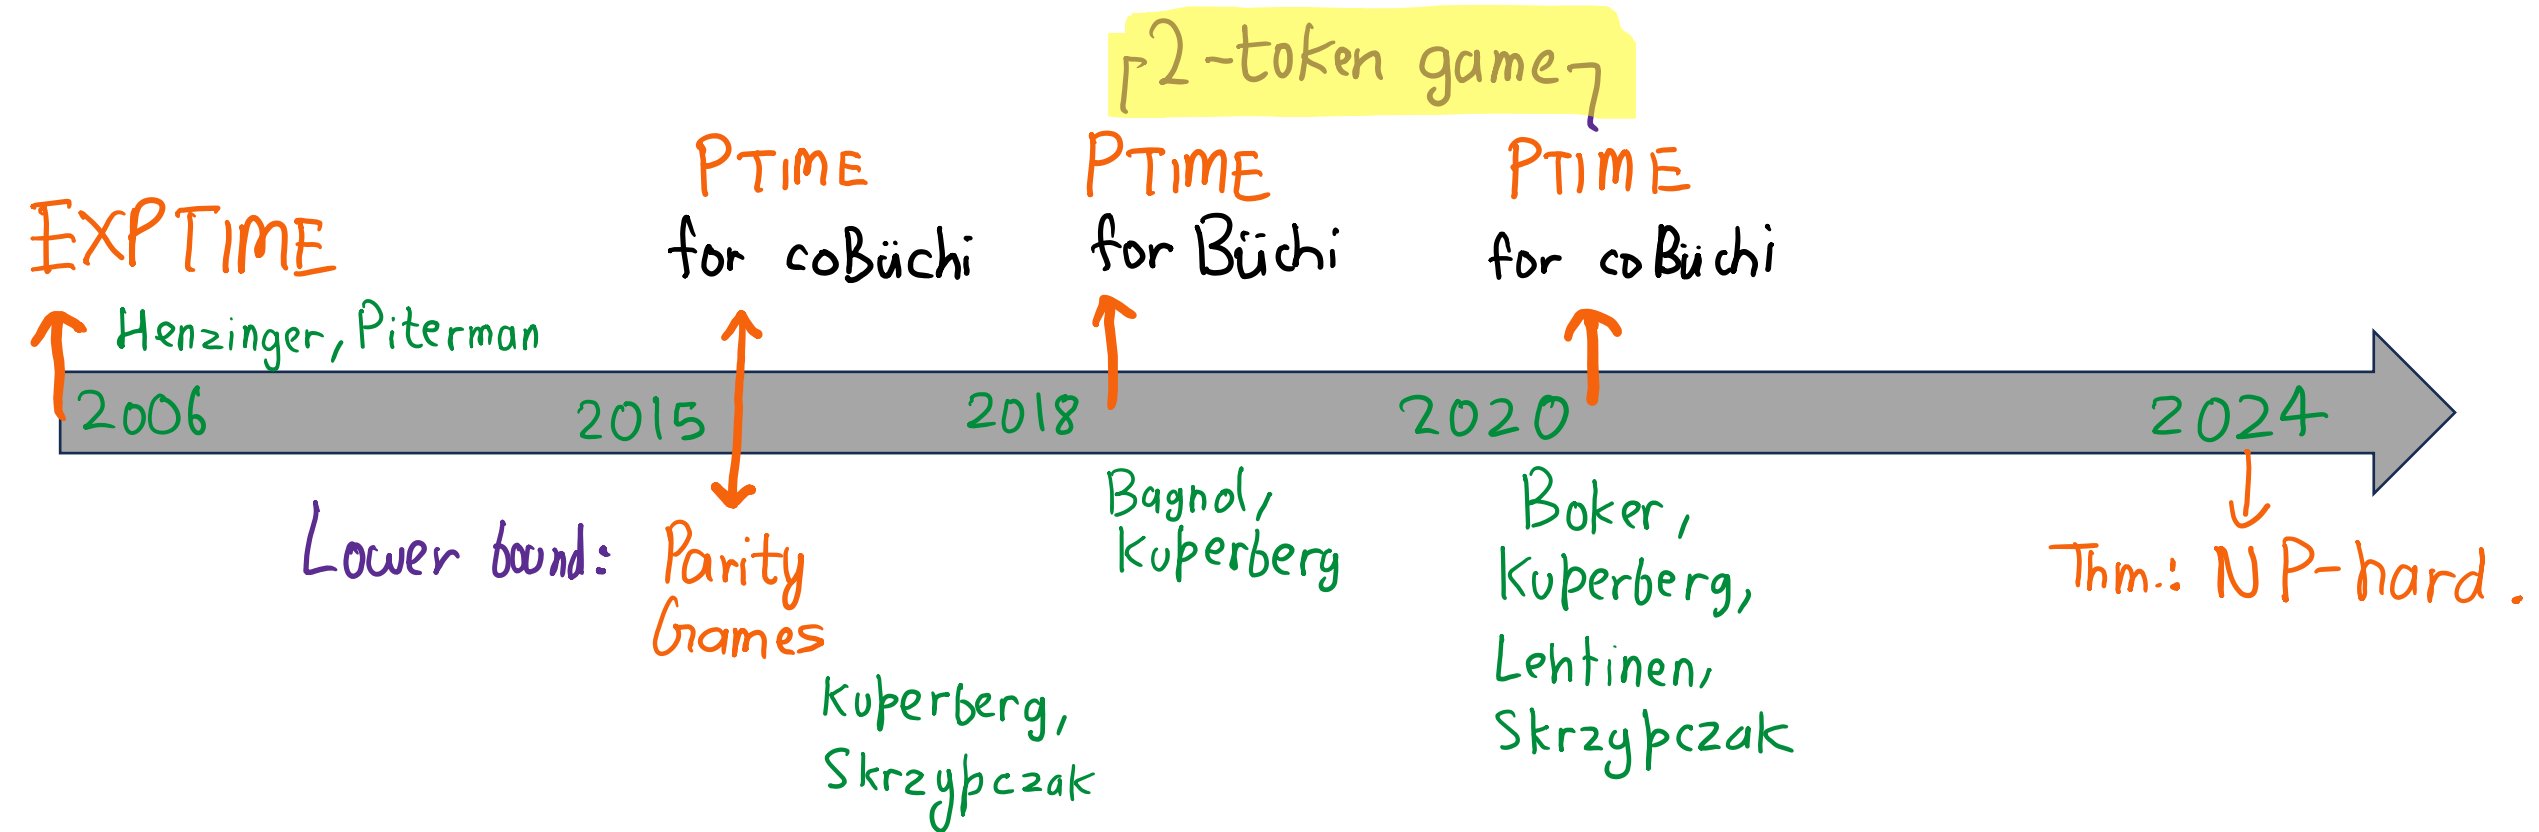 2-token game
EXPTIME
PTIME
for coBüchi
PTIME
for Büchi
PTIME
for coBüchi
Henzinger, Piterman
2006
2015
2018
2020
2024
Lower bound:
Parity
Games
Kuperberg,
Skrzypczak
Bagnol,
Kuperberg
Boker,
Kuperberg,
Lehtinen,
Skrzypczak
Thm.: NP-hard.